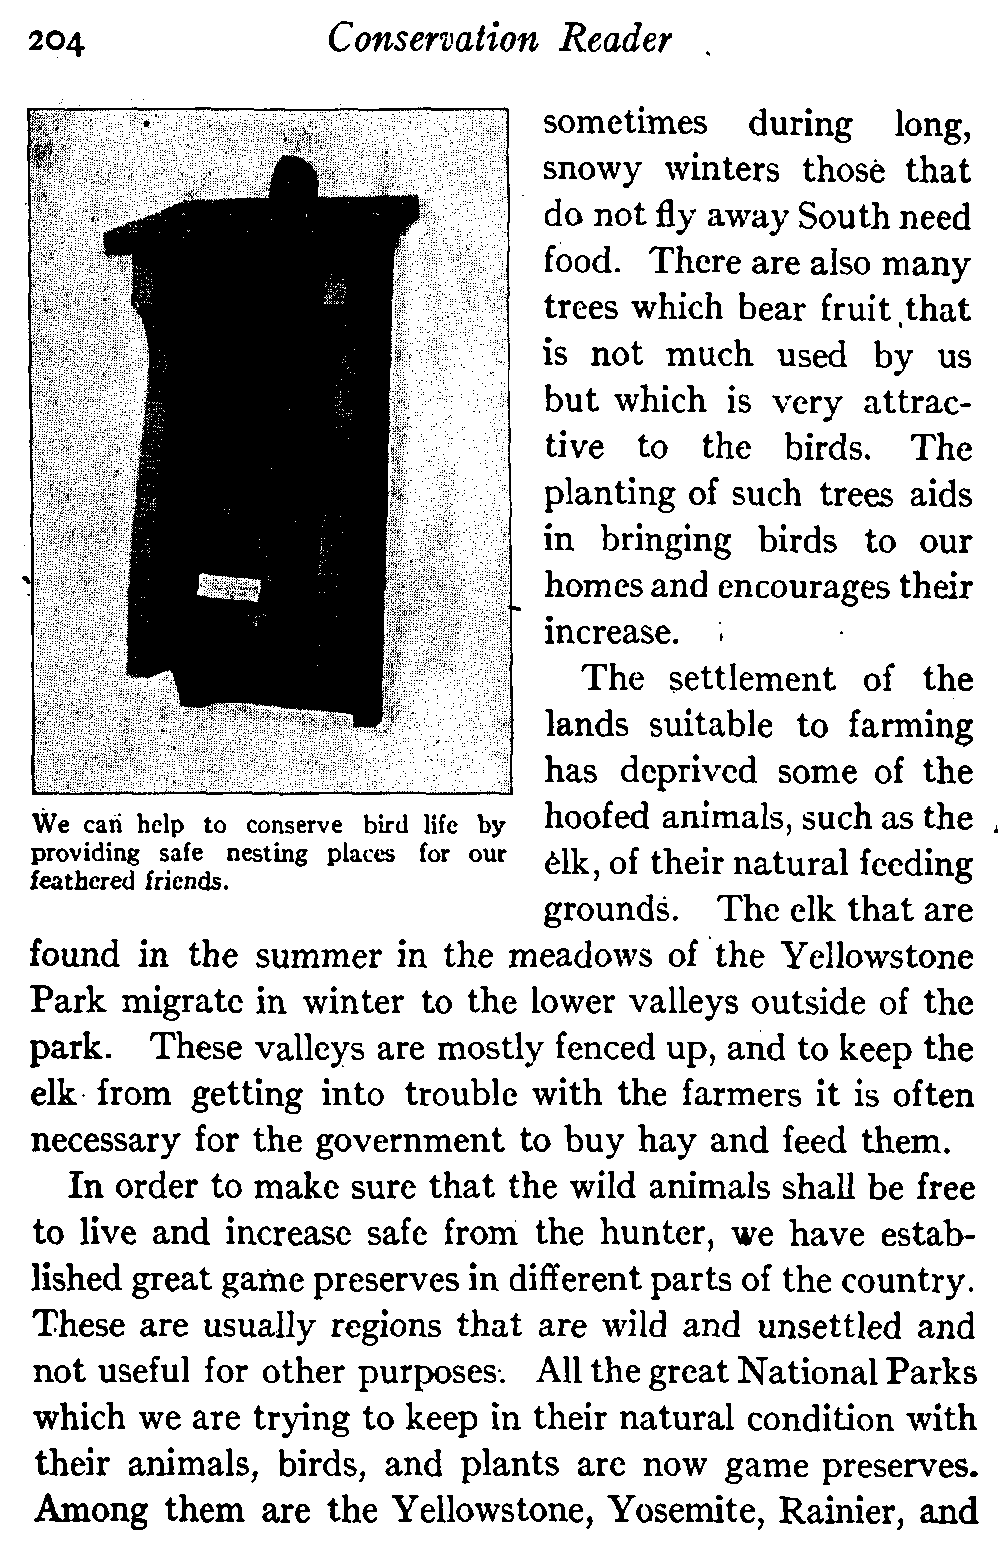 204
Conservation Reader
We can help to conserve bird life by
providing safe nesting places for our
feathered friends.
sometimes during long,
snowy winters those that
do not fly away South need
food. There are also many
trees which bear fruit that
is not much used by us
but which is very attrac-
tive to the birds. The
planting of such trees aids
in bringing birds to our
homes and encourages their
increase.
The settlement of the
lands suitable to farming
has deprived some of the
hoofed animals, such as the
elk, of their natural feeding
grounds. The elk that are
found in the summer in the meadows of the Yellowstone
Park migrate in winter to the lower valleys outside of the
park. These valleys are mostly fenced up, and to keep the
elk from getting into trouble with the farmers it is often
necessary for the government to buy hay and feed them.
In order to make sure that the wild animals shall be free
to live and increase safe from the hunter, we have estab-
lished great game preserves in different parts of the country.
These are usually regions that are wild and unsettled and
not useful for other purposes. All the great National Parks
which we are trying to keep in their natural condition with
their animals, birds, and plants are now game preserves.
Among them are the Yellowstone, Yosemite, Rainier, and